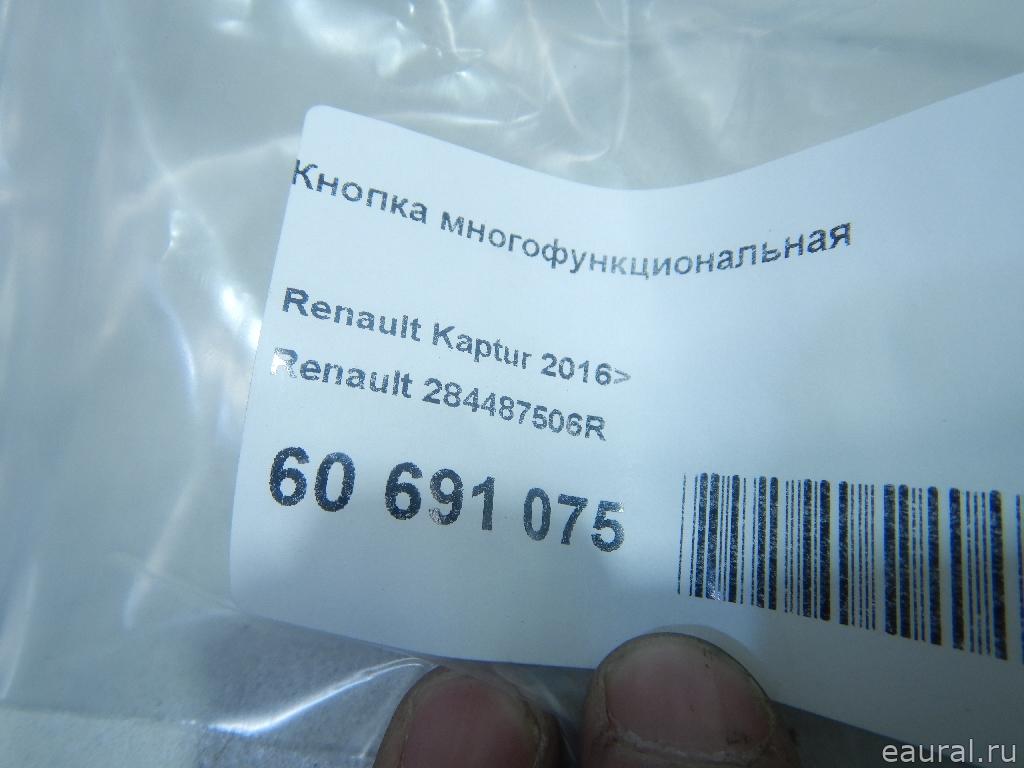 Кнопка многофункциональная
Renault Kaptur 2016>
Renault 284487506R
60 691 075
eaural.ru